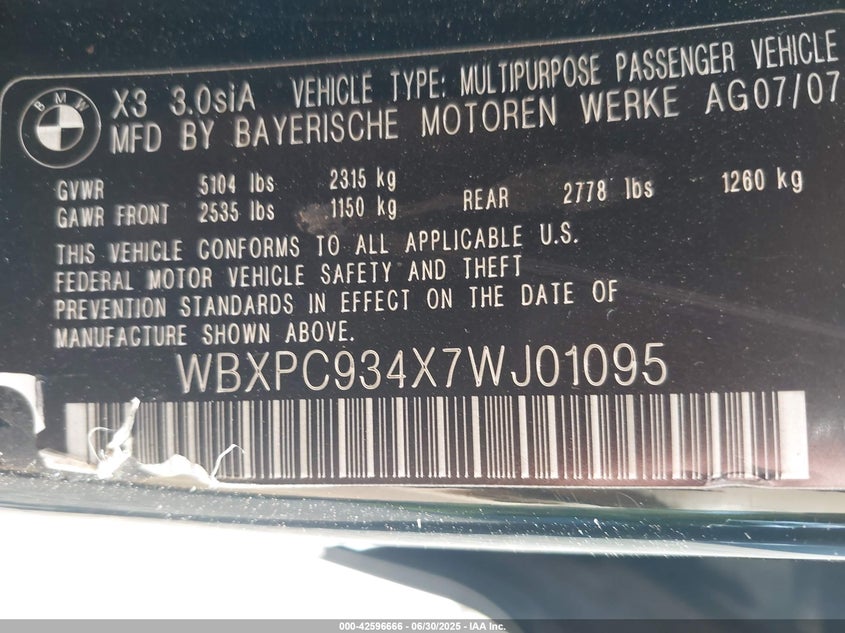 BMW
X3 3.0siA VEHICLE TYPE: MULTIPURPOSE PASSENGER VEHICLE
MFD BY BAYERISCHE MOTOREN WERKE AG07/07
GVWR 5104 lbs 2315 kg
GAWR FRONT 2535 lbs 1150 kg REAR 2778 lbs 1260 kg
THIS VEHICLE CONFORMS TO ALL APPLICABLE U.S.
FEDERAL MOTOR VEHICLE SAFETY AND THEFT
PREVENTION STANDARDS IN EFFECT ON THE DATE OF
MANUFACTURE SHOWN ABOVE.
WBXPC934X7WJ01095
000-42596666 - 06/30/2025 - IAA Inc.